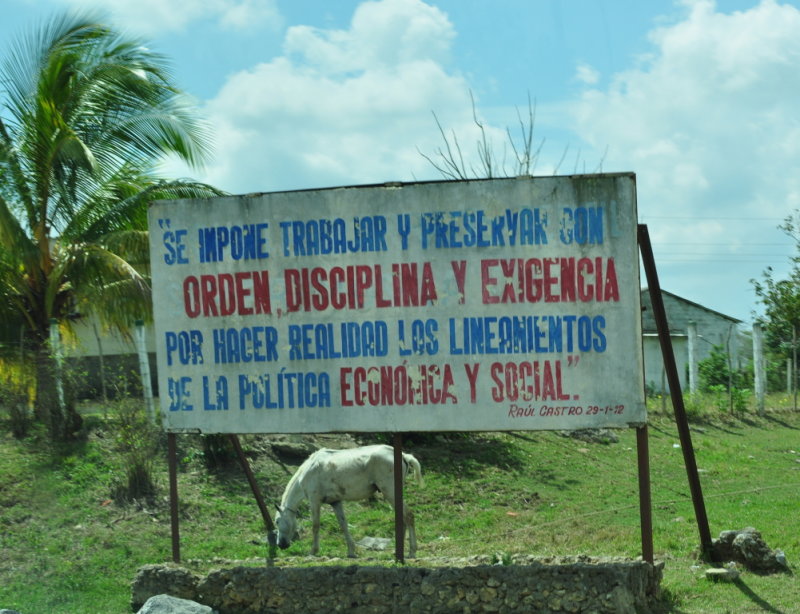 "SE IMPONE TRABAJAR Y PRESERVAR CON
ORDEN, DISCIPLINA Y EXIGENCIA
POR HACER REALIDAD LOS LINEAMIENTOS
DE LA POLÍTICA ECONÓMICA Y SOCIAL".
RAÚL CASTRO 29-1-12